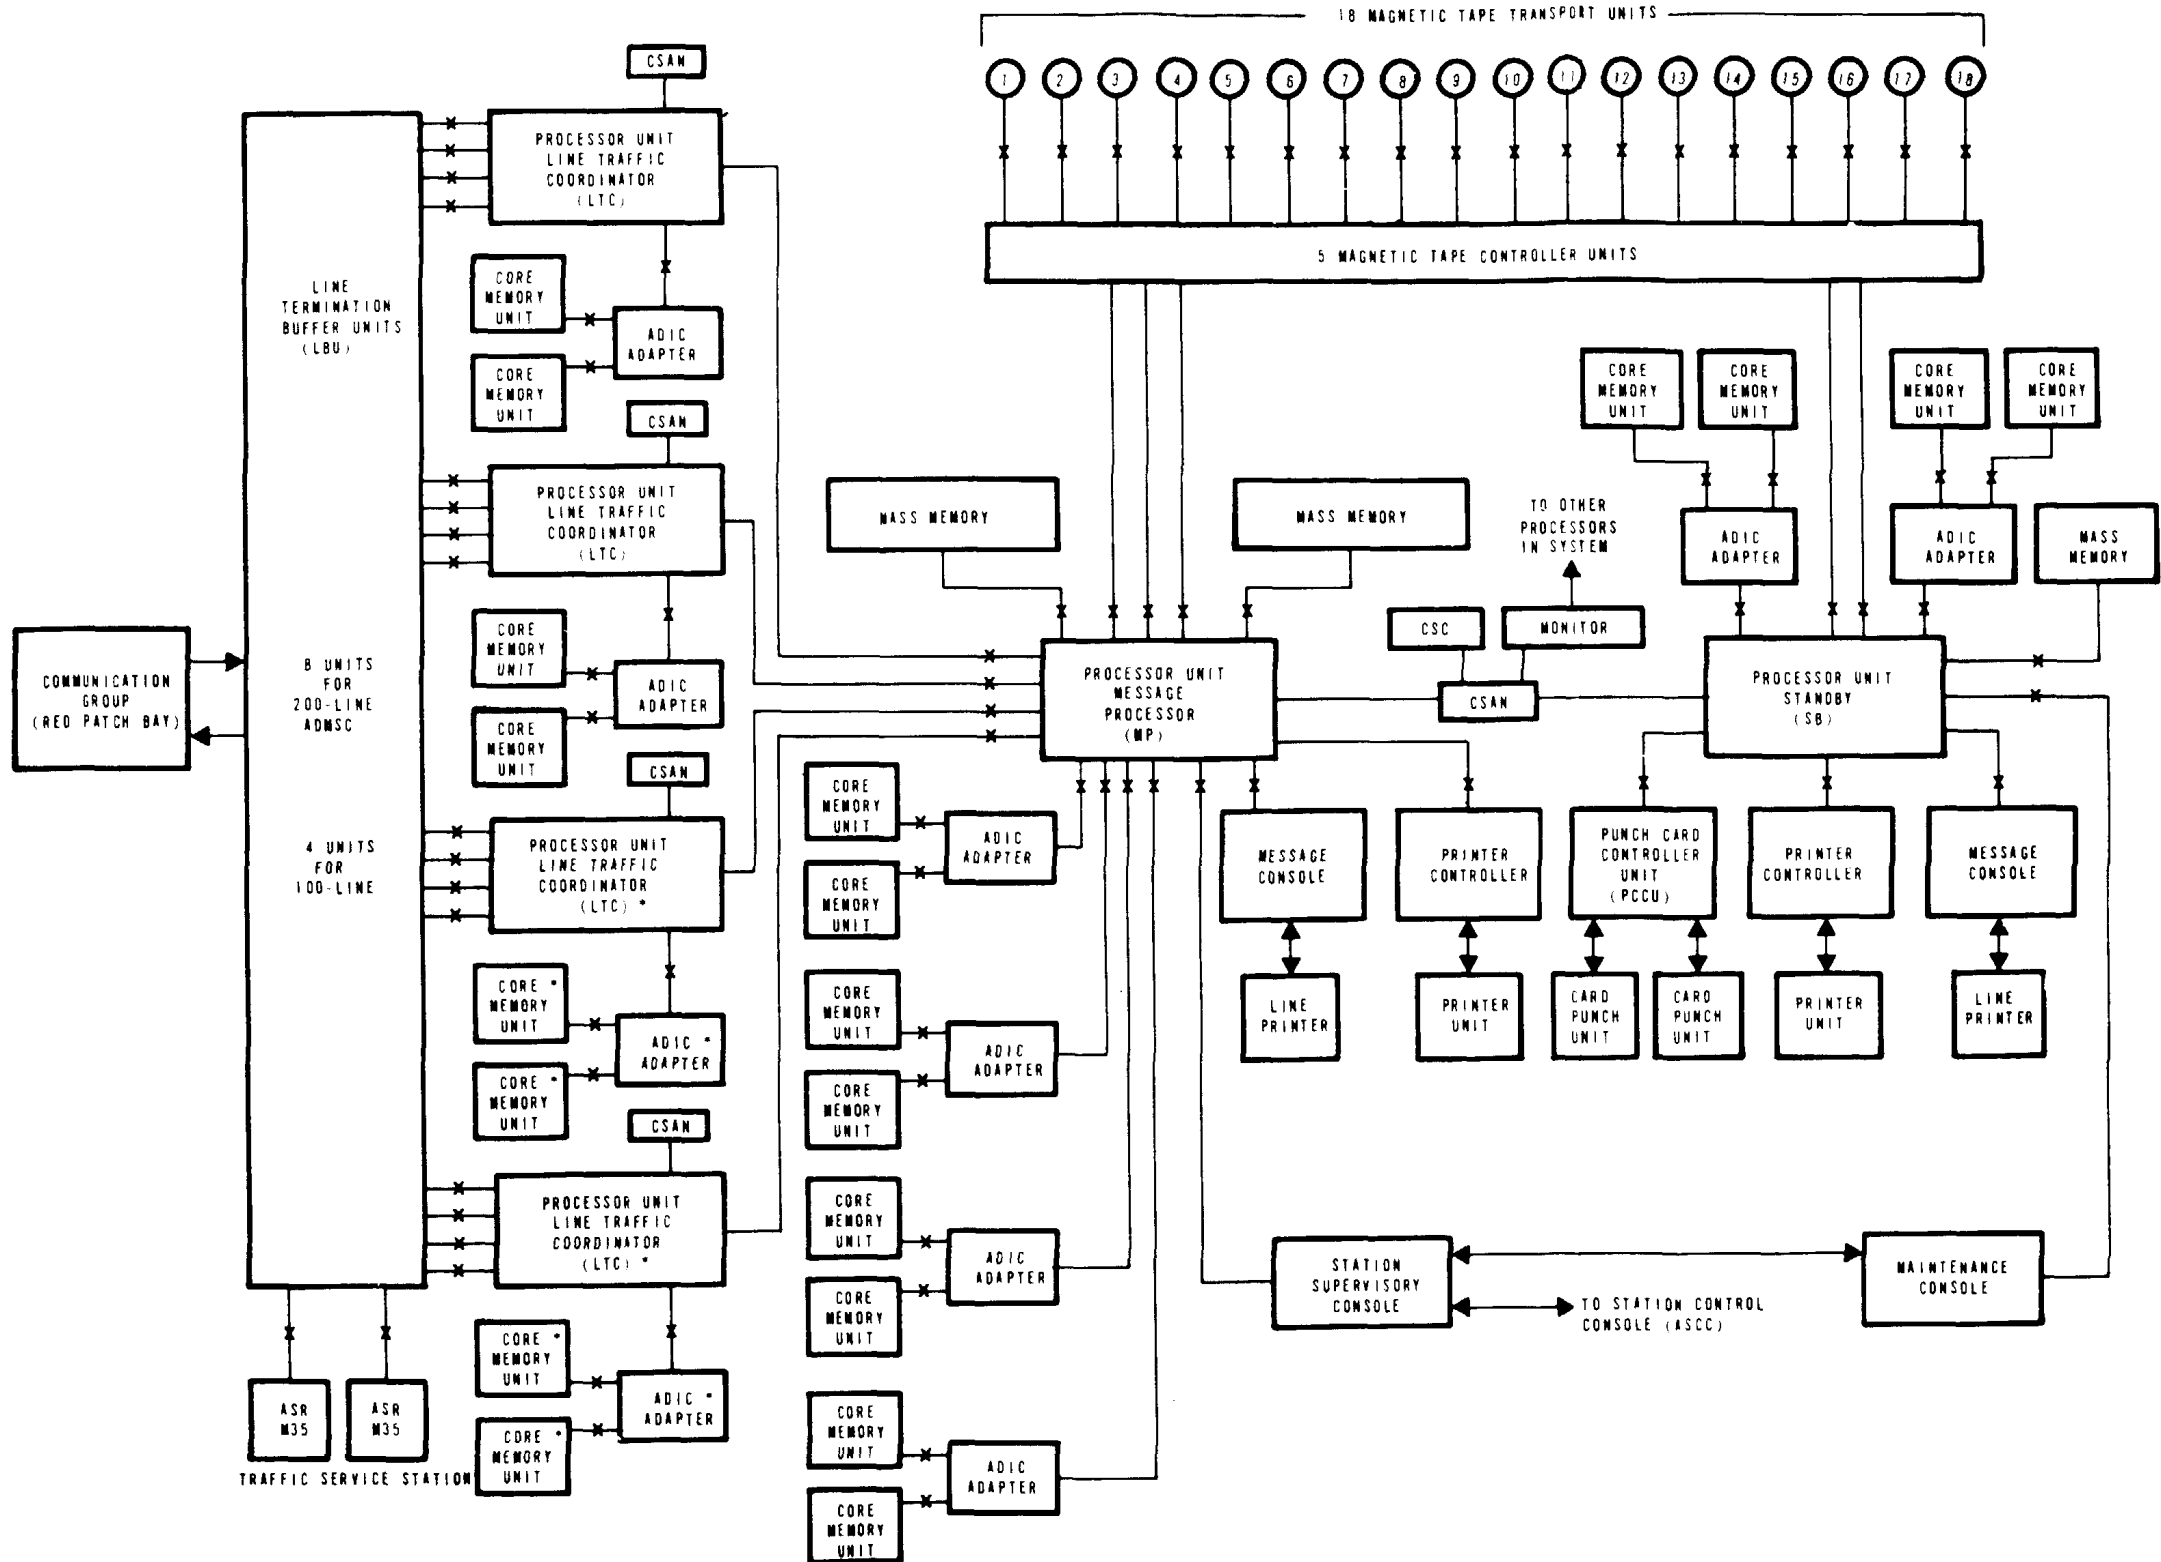 18 MAGNETIC TAPE TRANSPORT UNITS
1 2 3 4 5 6 7 8 9 10 11 12 13 14 15 16 17 18
5 MAGNETIC TAPE CONTROLLER UNITS
COMMUNICATION
GROUP
(RED PATCH BAY)
LINE
TERMINATION
BUFFER UNITS
(LBU)
8 UNITS
FOR
200-LINE
ADMSC
4 UNITS
FOR
100-LINE
ASR
M35
ASR
M35
TRAFFIC SERVICE STATION
CSAN
PROCESSOR UNIT
LINE TRAFFIC
COORDINATOR
(LTC)
CORE
MEMORY
UNIT
CORE
MEMORY
UNIT
ADIC
ADAPTER
CSAN
PROCESSOR UNIT
LINE TRAFFIC
COORDINATOR
(LTC)
CORE
MEMORY
UNIT
CORE
MEMORY
UNIT
ADIC
ADAPTER
CSAN
PROCESSOR UNIT
LINE TRAFFIC
COORDINATOR
(LTC) *
CORE *
MEMORY
UNIT
CORE *
MEMORY
UNIT
ADIC *
ADAPTER
CSAN
PROCESSOR UNIT
LINE TRAFFIC
COORDINATOR
(LTC) *
CORE *
MEMORY
UNIT
CORE *
MEMORY
UNIT
ADIC *
ADAPTER
MASS MEMORY
MASS MEMORY
PROCESSOR UNIT
MESSAGE
PROCESSOR
(MP)
CORE
MEMORY
UNIT
CORE
MEMORY
UNIT
ADIC
ADAPTER
CORE
MEMORY
UNIT
CORE
MEMORY
UNIT
ADIC
ADAPTER
CORE
MEMORY
UNIT
CORE
MEMORY
UNIT
ADIC
ADAPTER
CORE
MEMORY
UNIT
CORE
MEMORY
UNIT
ADIC
ADAPTER
TO OTHER
PROCESSORS
IN SYSTEM
CSC
MONITOR
CSAN
CORE
MEMORY
UNIT
CORE
MEMORY
UNIT
CORE
MEMORY
UNIT
CORE
MEMORY
UNIT
ADIC
ADAPTER
ADIC
ADAPTER
MASS
MEMORY
PROCESSOR UNIT
STANDBY
(SB)
MESSAGE
CONSOLE
PRINTER
CONTROLLER
PUNCH CARD
CONTROLLER
UNIT
(PCCU)
PRINTER
CONTROLLER
MESSAGE
CONSOLE
LINE
PRINTER
PRINTER
UNIT
CARD
PUNCH
UNIT
CARD
PUNCH
UNIT
PRINTER
UNIT
LINE
PRINTER
STATION
SUPERVISORY
CONSOLE
TO STATION CONTROL
CONSOLE (ASCC)
MAINTENANCE
CONSOLE